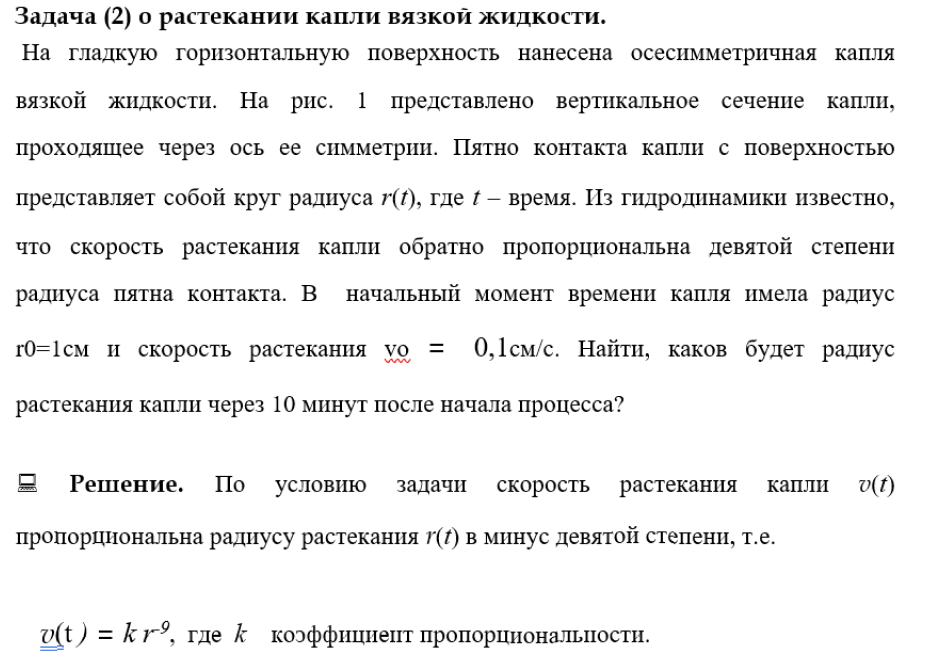 Задача (2) о растекании капли вязкой жидкости.
На гладкую горизонтальную поверхность нанесена осесимметричная капля
вязкой жидкости. На рис. 1 представлено вертикальное сечение капли,
проходящее через ось ее симметрии. Пятно контакта капли с поверхностью
представляет собой круг радиуса r(t), где t – время. Из гидродинамики известно,
что скорость растекания капли обратно пропорциональна девятой степени
радиуса пятна контакта. В начальный момент времени капля имела радиус
r0=1см и скорость растекания vo = 0,1см/с. Найти, каков будет радиус
растекания капли через 10 минут после начала процесса?
Решение. По условию задачи скорость растекания капли v(t)
пропорциональна радиусу растекания r(t) в минус девятой степени, т.е.
v(t) = k r⁻⁹, где k коэффициент пропорциональности.